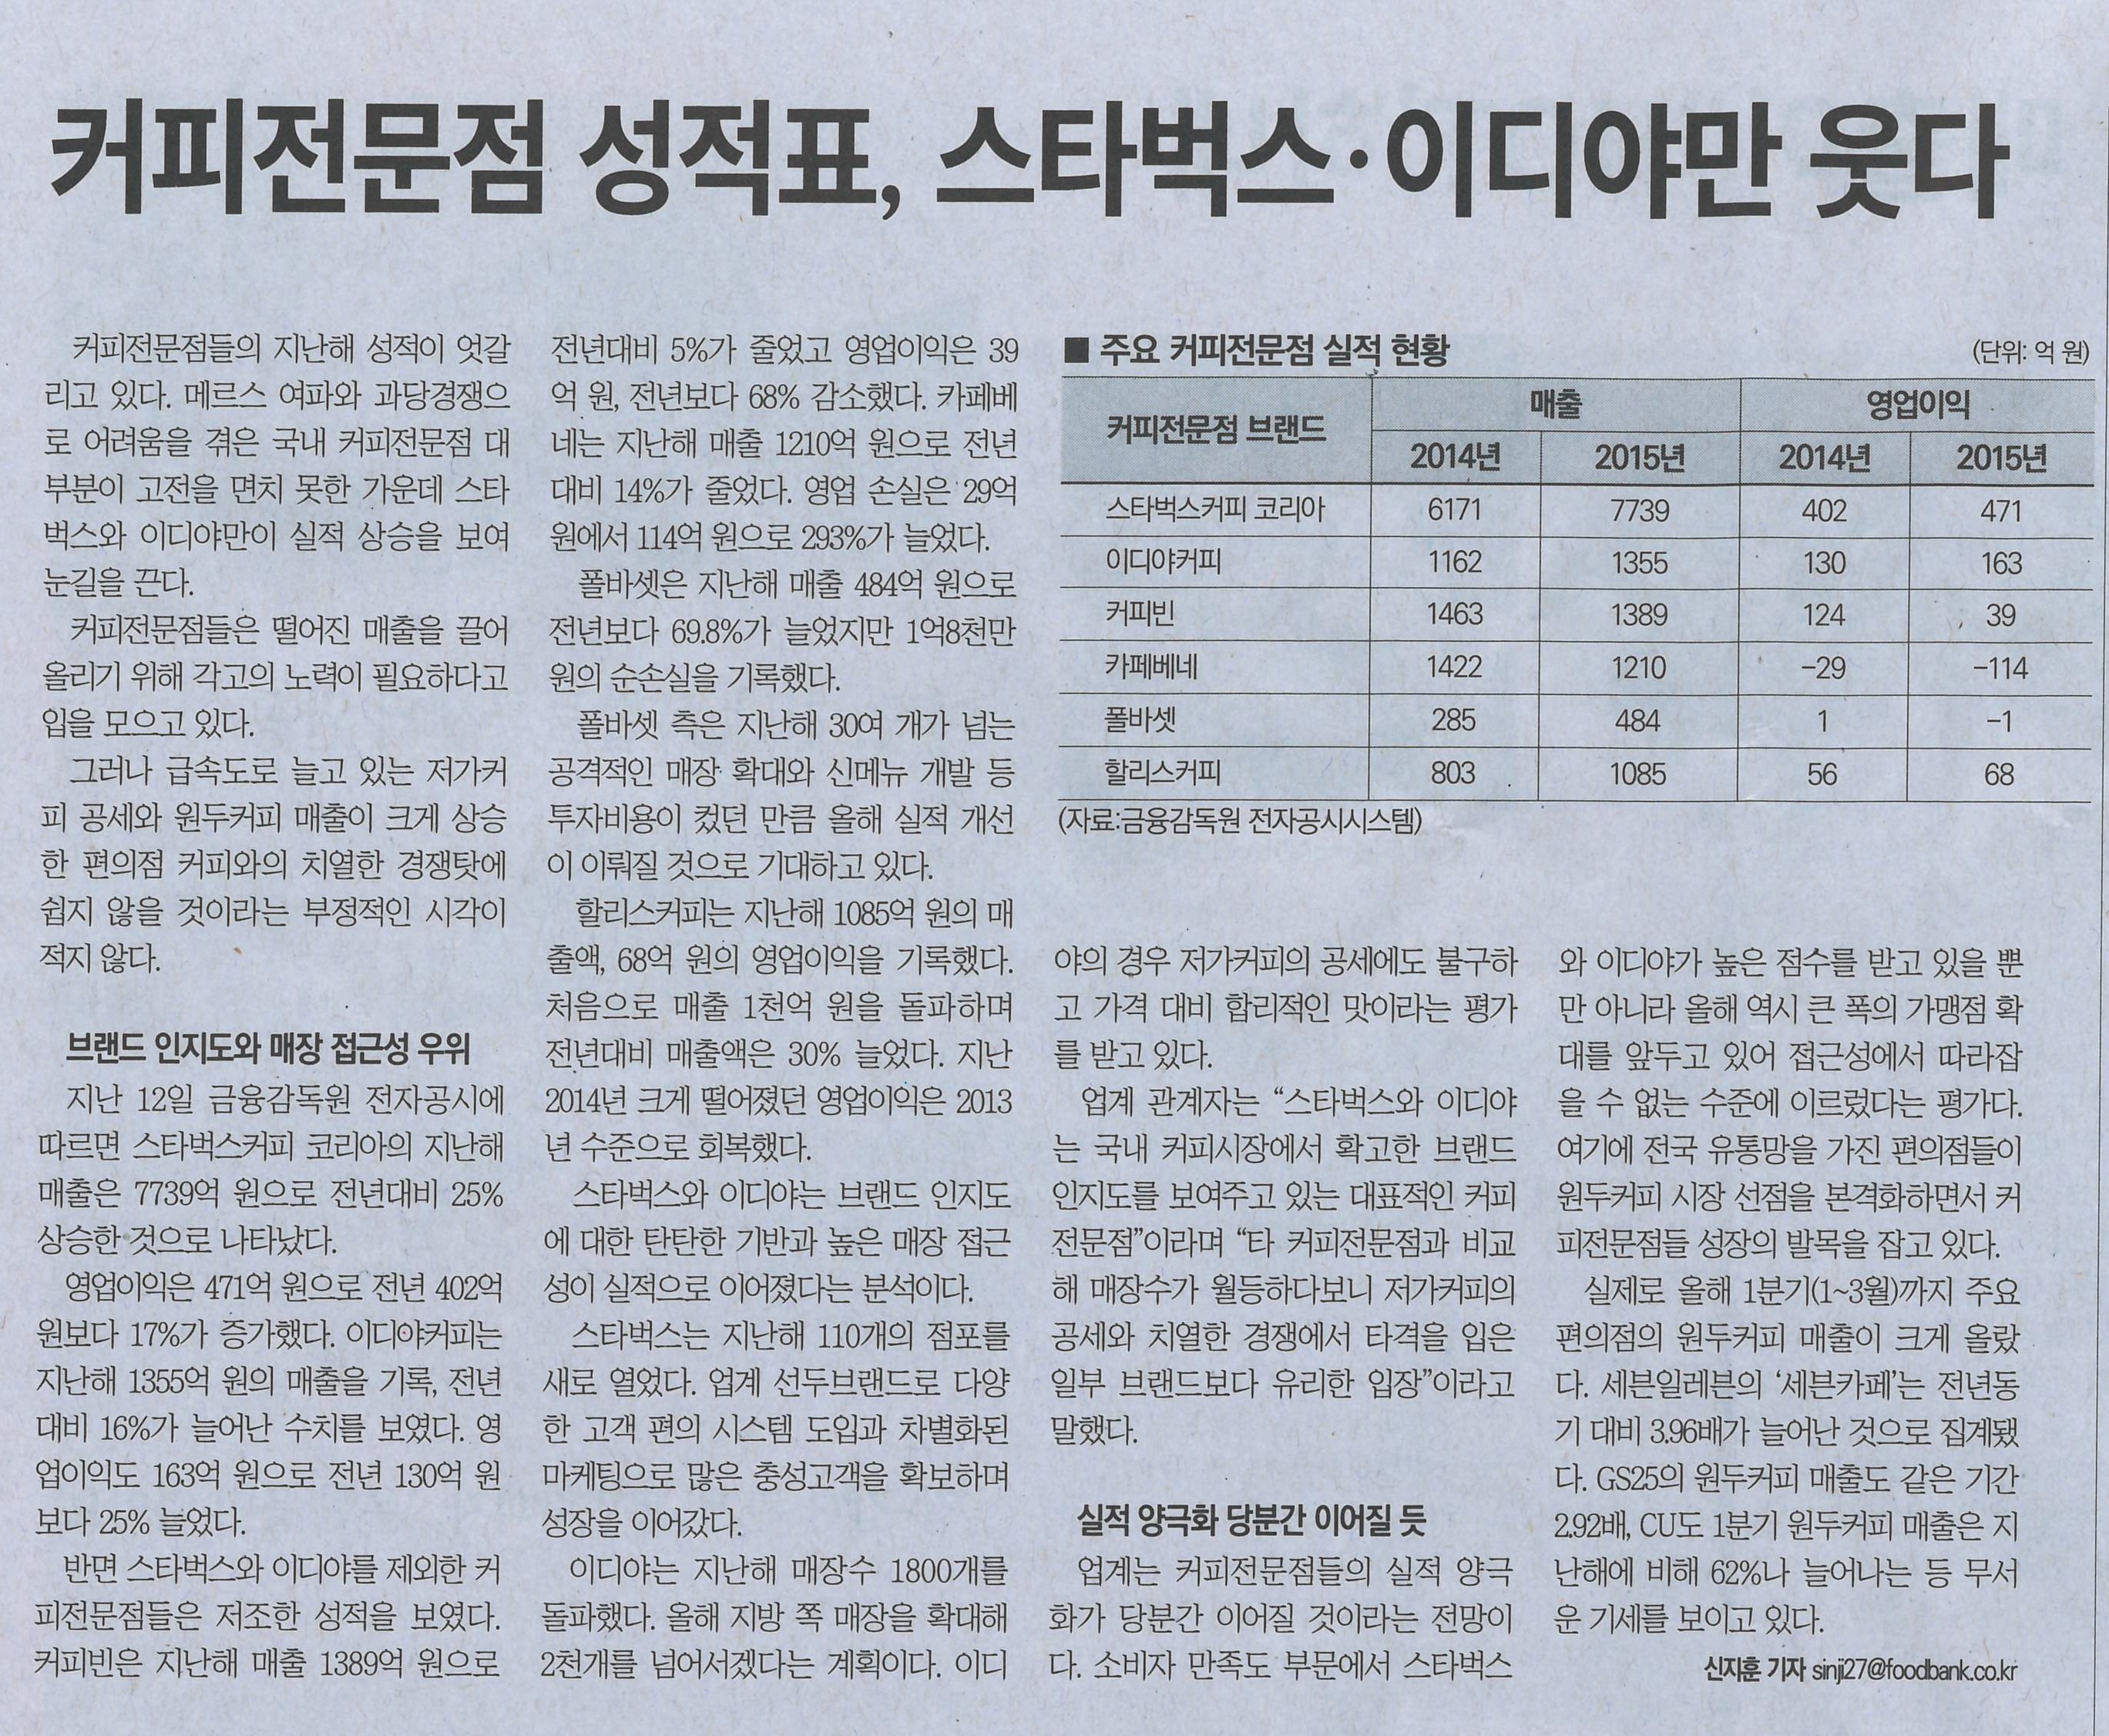 커피전문점 성적표, 스타벅스·이디야만 웃다
커피전문점들의 지난해 성적이 엇갈
리고 있다. 메르스 여파와 과당경쟁으
로 어려움을 겪은 국내 커피전문점 대
부분이 고전을 면치 못한 가운데 스타
벅스와 이디야만이 실적 상승을 보여
눈길을 끈다.
커피전문점들은 떨어진 매출을 끌어
올리기 위해 각고의 노력이 필요하다고
입을 모으고 있다.
그러나 급속도로 늘고 있는 저가커
피 공세와 원두커피 매출이 크게 상승
한 편의점 커피와의 치열한 경쟁탓에
쉽지 않을 것이라는 부정적인 시각이
적지 않다.
브랜드 인지도와 매장 접근성 우위
지난 12일 금융감독원 전자공시에
따르면 스타벅스커피 코리아의 지난해
매출은 7739억 원으로 전년대비 25%
상승한 것으로 나타났다.
영업이익은 471억 원으로 전년 402억
원보다 17%가 증가했다. 이디야커피는
지난해 1355억 원의 매출을 기록, 전년
대비 16%가 늘어난 수치를 보였다. 영
업이익도 163억 원으로 전년 130억 원
보다 25% 늘었다.
반면 스타벅스와 이디야를 제외한 커
피전문점들은 저조한 성적을 보였다.
커피빈은 지난해 매출 1389억 원으로
전년대비 5%가 줄었고 영업이익은 39
억 원, 전년보다 68% 감소했다. 카페베
네는 지난해 매출 1210억 원으로 전년
대비 14%가 줄었다. 영업 손실은 29억
원에서 114억 원으로 293%가 늘었다.
폴바셋은 지난해 매출 484억 원으로
전년보다 69.8%가 늘었지만 1억8천만
원의 순손실을 기록했다.
폴바셋 측은 지난해 30여 개가 넘는
공격적인 매장 확대와 신메뉴 개발 등
투자비용이 컸던 만큼 올해 실적 개선
이 이뤄질 것으로 기대하고 있다.
할리스커피는 지난해 1085억 원의 매
출액, 68억 원의 영업이익을 기록했다.
처음으로 매출 1천억 원을 돌파하며
전년대비 매출액은 30% 늘었다. 지난
2014년 크게 떨어졌던 영업이익은 2013
년 수준으로 회복했다.
스타벅스와 이디야는 브랜드 인지도
에 대한 탄탄한 기반과 높은 매장 접근
성이 실적으로 이어졌다는 분석이다.
스타벅스는 지난해 110개의 점포를
새로 열었다. 업계 선두브랜드로 다양
한 고객 편의 시스템 도입과 차별화된
마케팅으로 많은 충성고객을 확보하며
성장을 이어갔다.
이디야는 지난해 매장수 1800개를
돌파했다. 올해 지방 쪽 매장을 확대해
2천개를 넘어서겠다는 계획이다. 이디
■ 주요 커피전문점 실적 현황 (단위: 억 원)
커피전문점 브랜드 매출 영업이익
2014년 2015년 2014년 2015년
스타벅스커피 코리아 6171 7739 402 471
이디야커피 1162 1355 130 163
커피빈 1463 1389 124 39
카페베네 1422 1210 -29 -114
폴바셋 285 484 1 -1
할리스커피 803 1085 56 68
(자료:금융감독원 전자공시시스템)
야의 경우 저가커피의 공세에도 불구하
고 가격 대비 합리적인 맛이라는 평가
를 받고 있다.
업계 관계자는 “스타벅스와 이디야
는 국내 커피시장에서 확고한 브랜드
인지도를 보여주고 있는 대표적인 커피
전문점”이라며 “타 커피전문점과 비교
해 매장수가 월등하다보니 저가커피의
공세와 치열한 경쟁에서 타격을 입은
일부 브랜드보다 유리한 입장”이라고
말했다.
실적 양극화 당분간 이어질 듯
업계는 커피전문점들의 실적 양극
화가 당분간 이어질 것이라는 전망이
다. 소비자 만족도 부문에서 스타벅스
와 이디야가 높은 점수를 받고 있을 뿐
만 아니라 올해 역시 큰 폭의 가맹점 확
대를 앞두고 있어 접근성에서 따라잡
을 수 없는 수준에 이르렀다는 평가다.
여기에 전국 유통망을 가진 편의점들이
원두커피 시장 선점을 본격화하면서 커
피전문점들 성장의 발목을 잡고 있다.
실제로 올해 1분기(1~3월)까지 주요
편의점의 원두커피 매출이 크게 올랐
다. 세븐일레븐의 ‘세븐카페’는 전년동
기 대비 3.96배가 늘어난 것으로 집계됐
다. GS25의 원두커피 매출도 같은 기간
2.92배, CU도 1분기 원두커피 매출은 지
난해에 비해 62%나 늘어나는 등 무서
운 기세를 보이고 있다.
신지훈 기자 sinji27@foodbank.co.kr